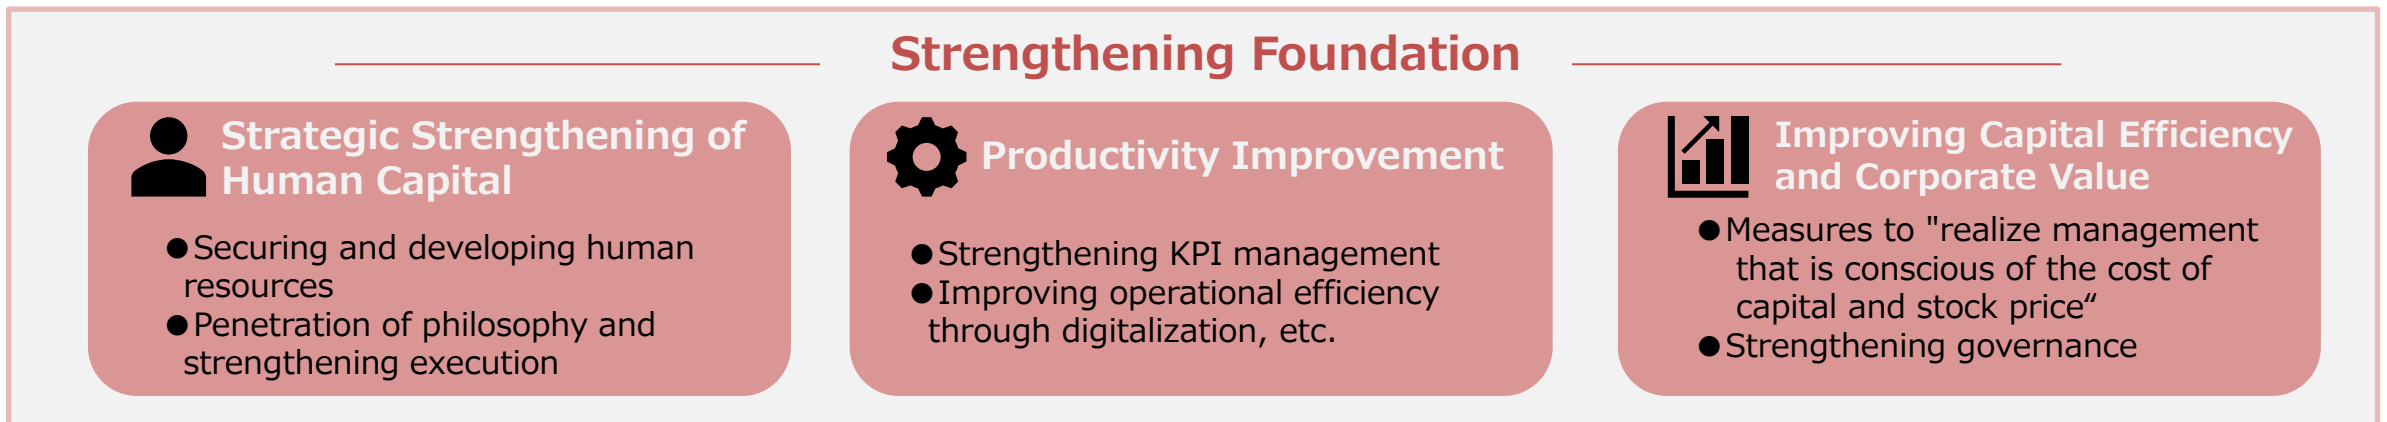 Strengthening Foundation
Strategic Strengthening of
Human Capital
●Securing and developing human
resources
●Penetration of philosophy and
strengthening execution
Productivity Improvement
●Strengthening KPI management
●Improving operational efficiency
through digitalization, etc.
Improving Capital Efficiency
and Corporate Value
●Measures to "realize management
that is conscious of the cost of
capital and stock price“
●Strengthening governance